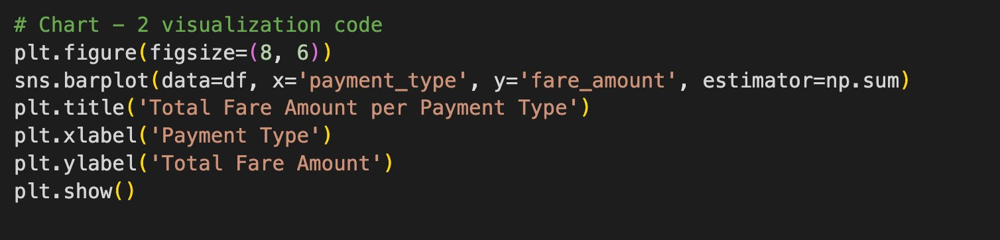 # Chart - 2 visualization code
plt.figure(figsize=(8, 6))
sns.barplot(data=df, x='payment_type', y='fare_amount', estimator=np.sum)
plt.title('Total Fare Amount per Payment Type')
plt.xlabel('Payment Type')
plt.ylabel('Total Fare Amount')
plt.show()